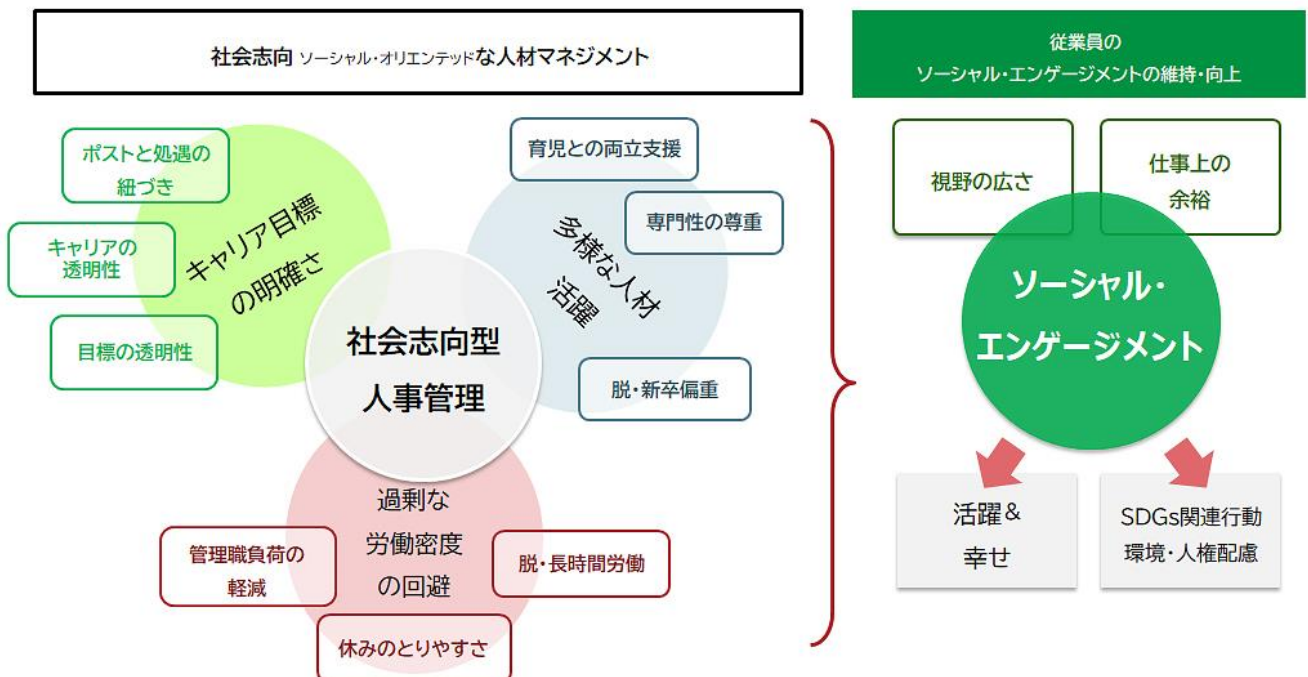 社会志向 ソーシャル・オリエンテッドな人材マネジメント
従業員の
ソーシャル・エンゲージメントの維持・向上
ポストと処遇の
紐づき
キャリアの
透明性
目標の透明性
キャリア目標
の明確さ
育児との両立支援
専門性の尊重
多様な人材
活躍
脱・新卒偏重
社会志向型
人事管理
過剰な
労働密度
の回避
管理職負荷の
軽減
脱・長時間労働
休みのとりやすさ
視野の広さ
仕事上の
余裕
ソーシャル・
エンゲージメント
活躍&
幸せ
SDGs関連行動
環境・人権配慮